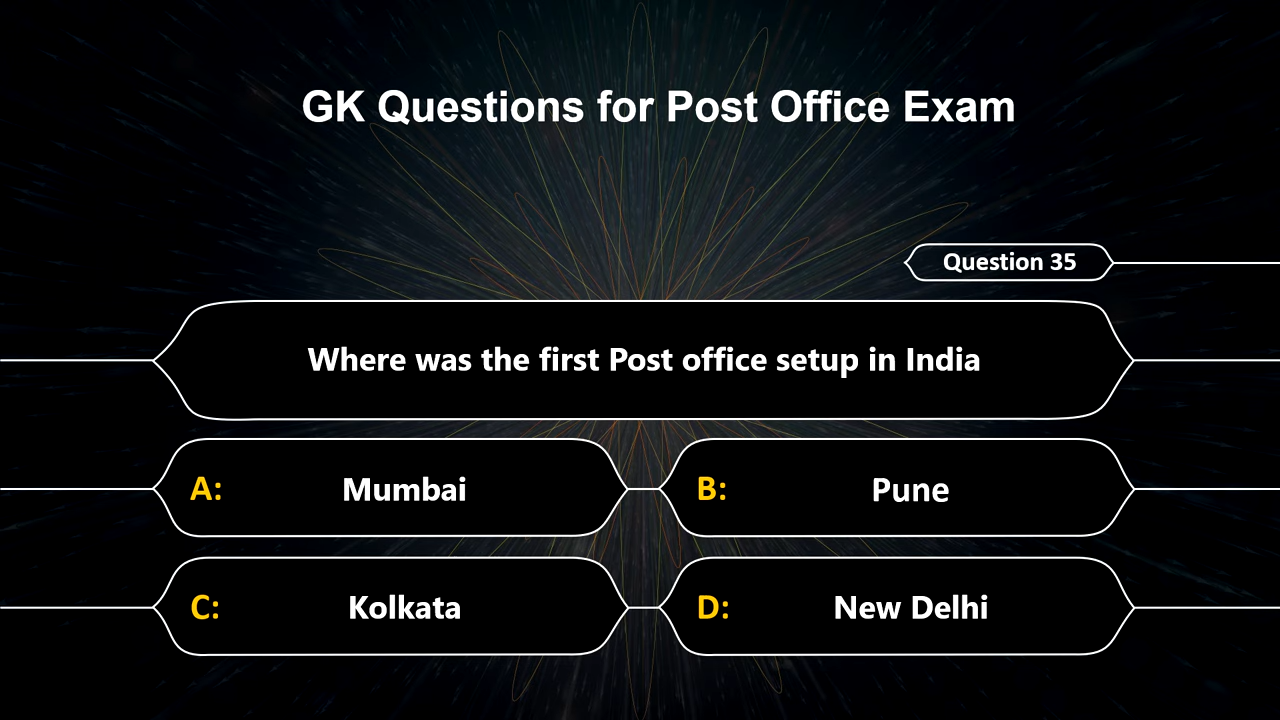 GK Questions for Post Office Exam
Question 35
Where was the first Post office setup in India
A: Mumbai
B: Pune
C: Kolkata
D: New Delhi